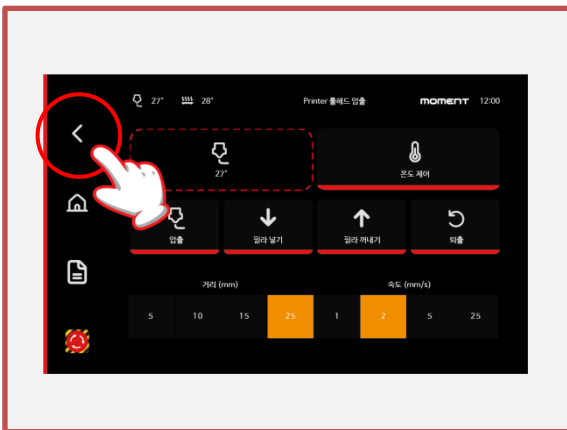 27° 28° Printer 툴헤드 압출 moment 12:00
27° 온도 제어
압출 필라 넣기 필라 꺼내기 퇴출
거리 (mm) 속도 (mm/s)
5 10 15 25 1 2 5 25